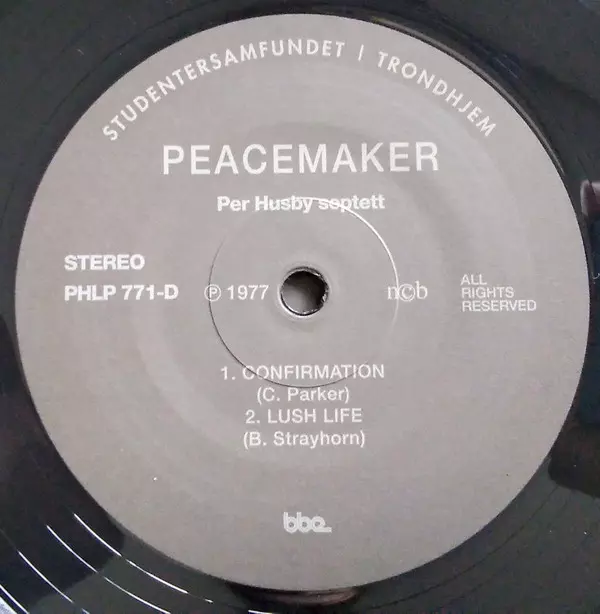 STUDENTERSAMFUNDET I TRONDHJEM
PEACEMAKER
Per Husby septett
STEREO
PHLP 771-D
℗ 1977
n©b
ALL
RIGHTS
RESERVED
1. CONFIRMATION
(C. Parker)
2. LUSH LIFE
(B. Strayhorn)
bbe